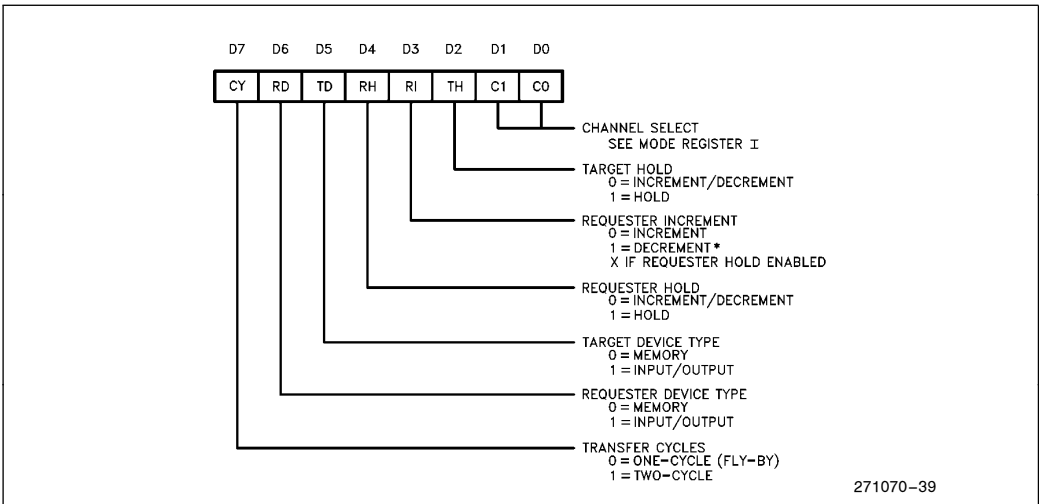 D7 D6 D5 D4 D3 D2 D1 D0
CY RD TD RH RI TH C1 C0
CHANNEL SELECT
SEE MODE REGISTER I
TARGET HOLD
0 = INCREMENT/DECREMENT
1 = HOLD
REQUESTER INCREMENT
0 = INCREMENT
1 = DECREMENT*
X IF REQUESTER HOLD ENABLED
REQUESTER HOLD
0 = INCREMENT/DECREMENT
1 = HOLD
TARGET DEVICE TYPE
0 = MEMORY
1 = INPUT/OUTPUT
REQUESTER DEVICE TYPE
0 = MEMORY
1 = INPUT/OUTPUT
TRANSFER CYCLES
0 = ONE-CYCLE (FLY-BY)
1 = TWO-CYCLE
271070-39